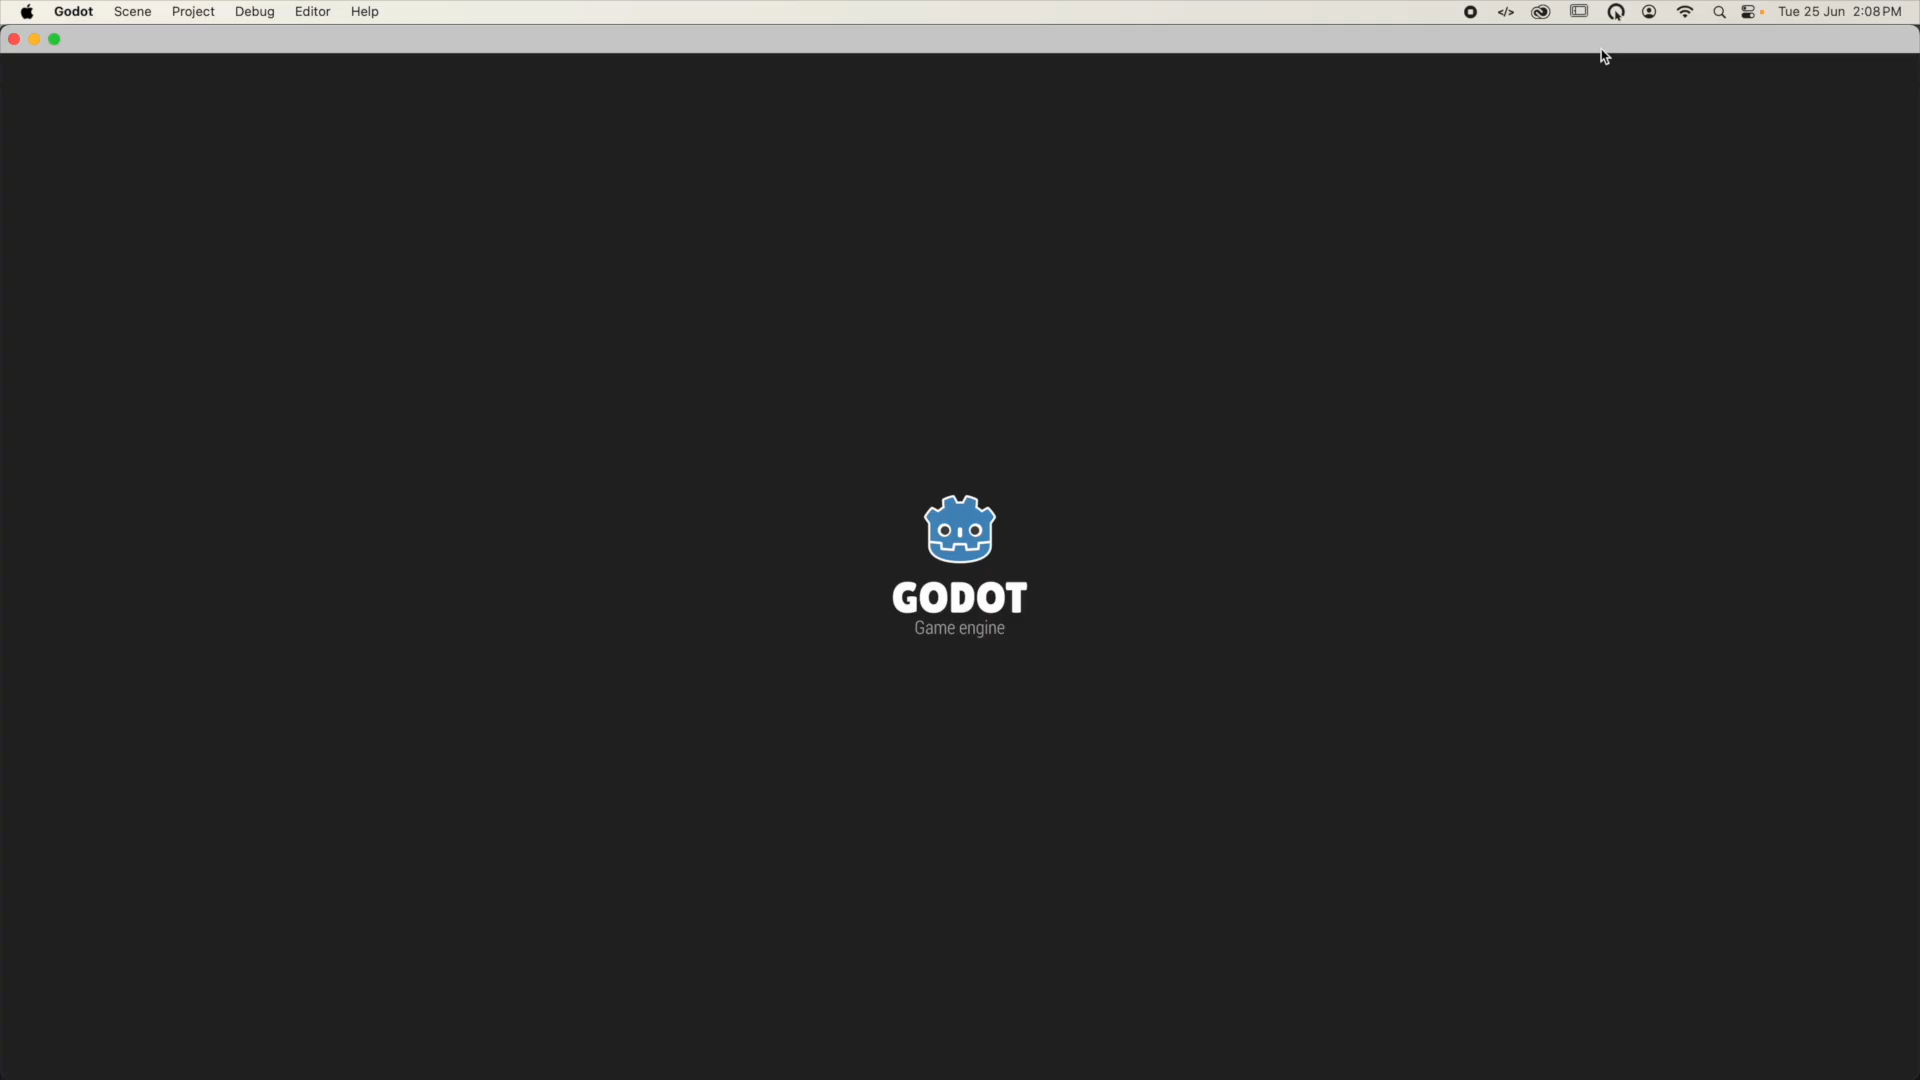 Godot Scene Project Debug Editor Help </> Tue 25 Jun 2:08 PM
GODOT
Game engine